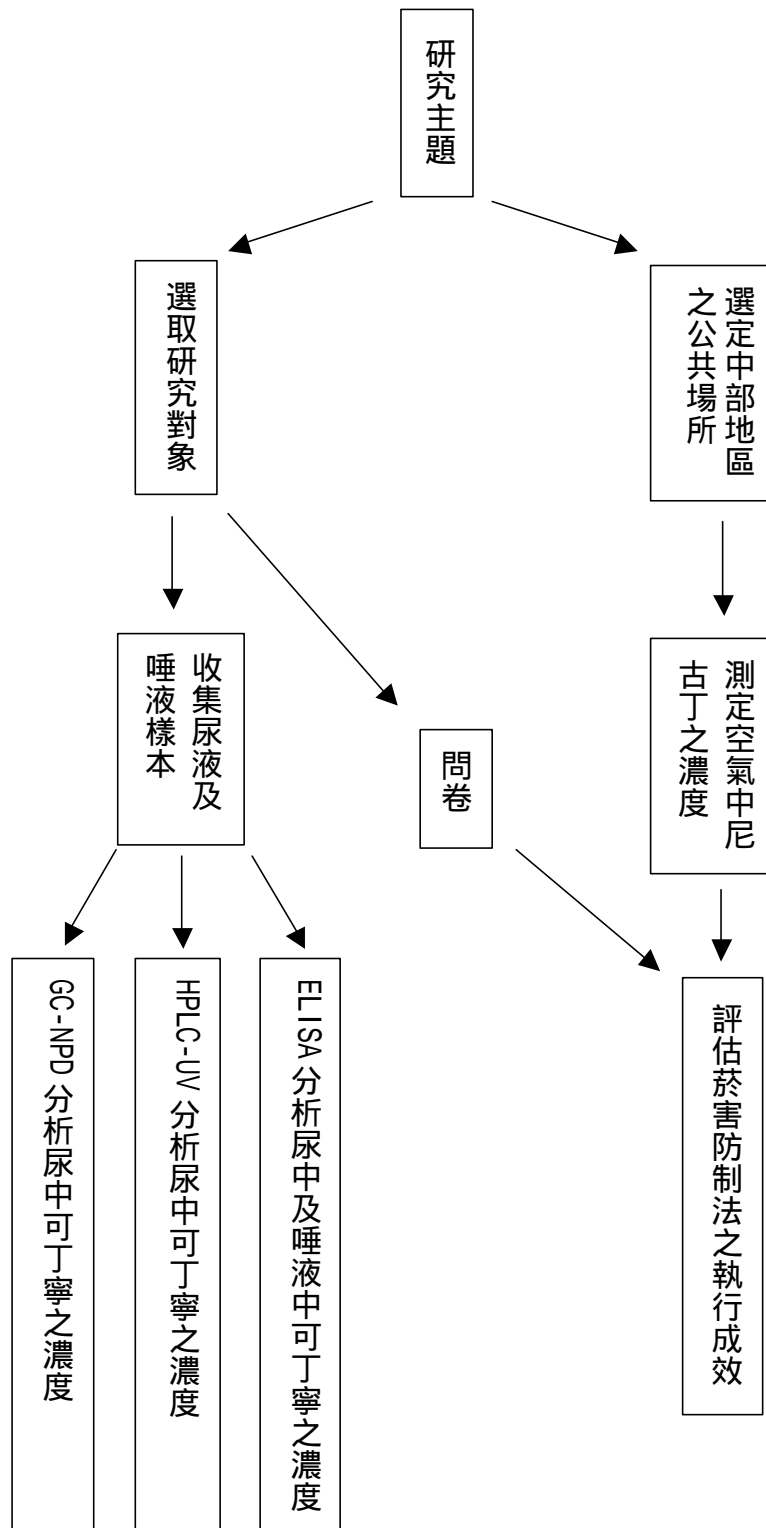 研究主題
選取研究對象
選定中部地區
之公共場所
收集尿液及
唾液樣本
問卷
測定空氣中尼
古丁之濃度
GC-NPD 分析尿中可丁寧之濃度
HPLC-UV 分析尿中可丁寧之濃度
ELISA 分析尿中及唾液中可丁寧之濃度
評估菸害防制法之執行成效